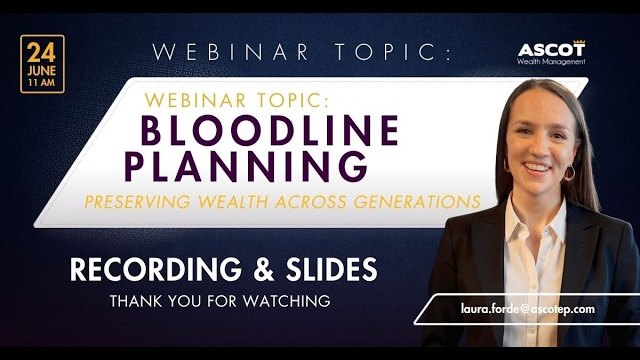 24
JUNE
11 AM
WEBINAR TOPIC:
ASCOT
Wealth Management
WEBINAR TOPIC:
BLOODLINE
PLANNING
PRESERVING WEALTH ACROSS GENERATIONS
RECORDING & SLIDES
THANK YOU FOR WATCHING
laura.forde@ascotep.com